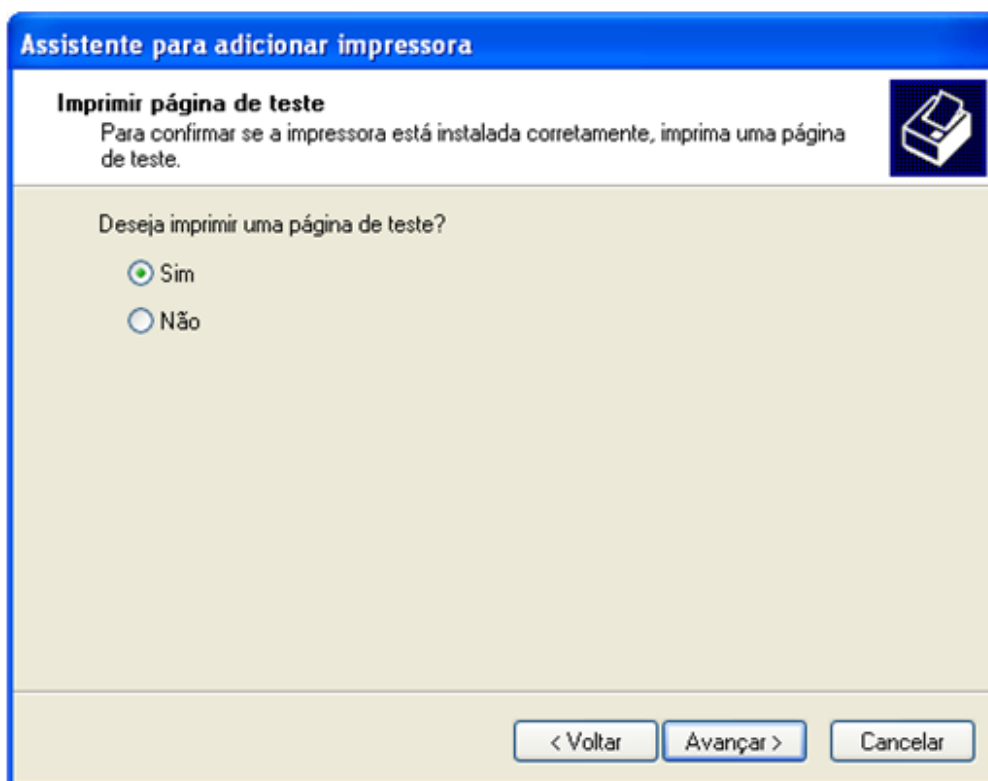 Assistente para adicionar impressora
Imprimir página de teste
Para confirmar se a impressora está instalada corretamente, imprima uma página
de teste.
Deseja imprimir uma página de teste?
Sim
Não
< Voltar
Avançar >
Cancelar